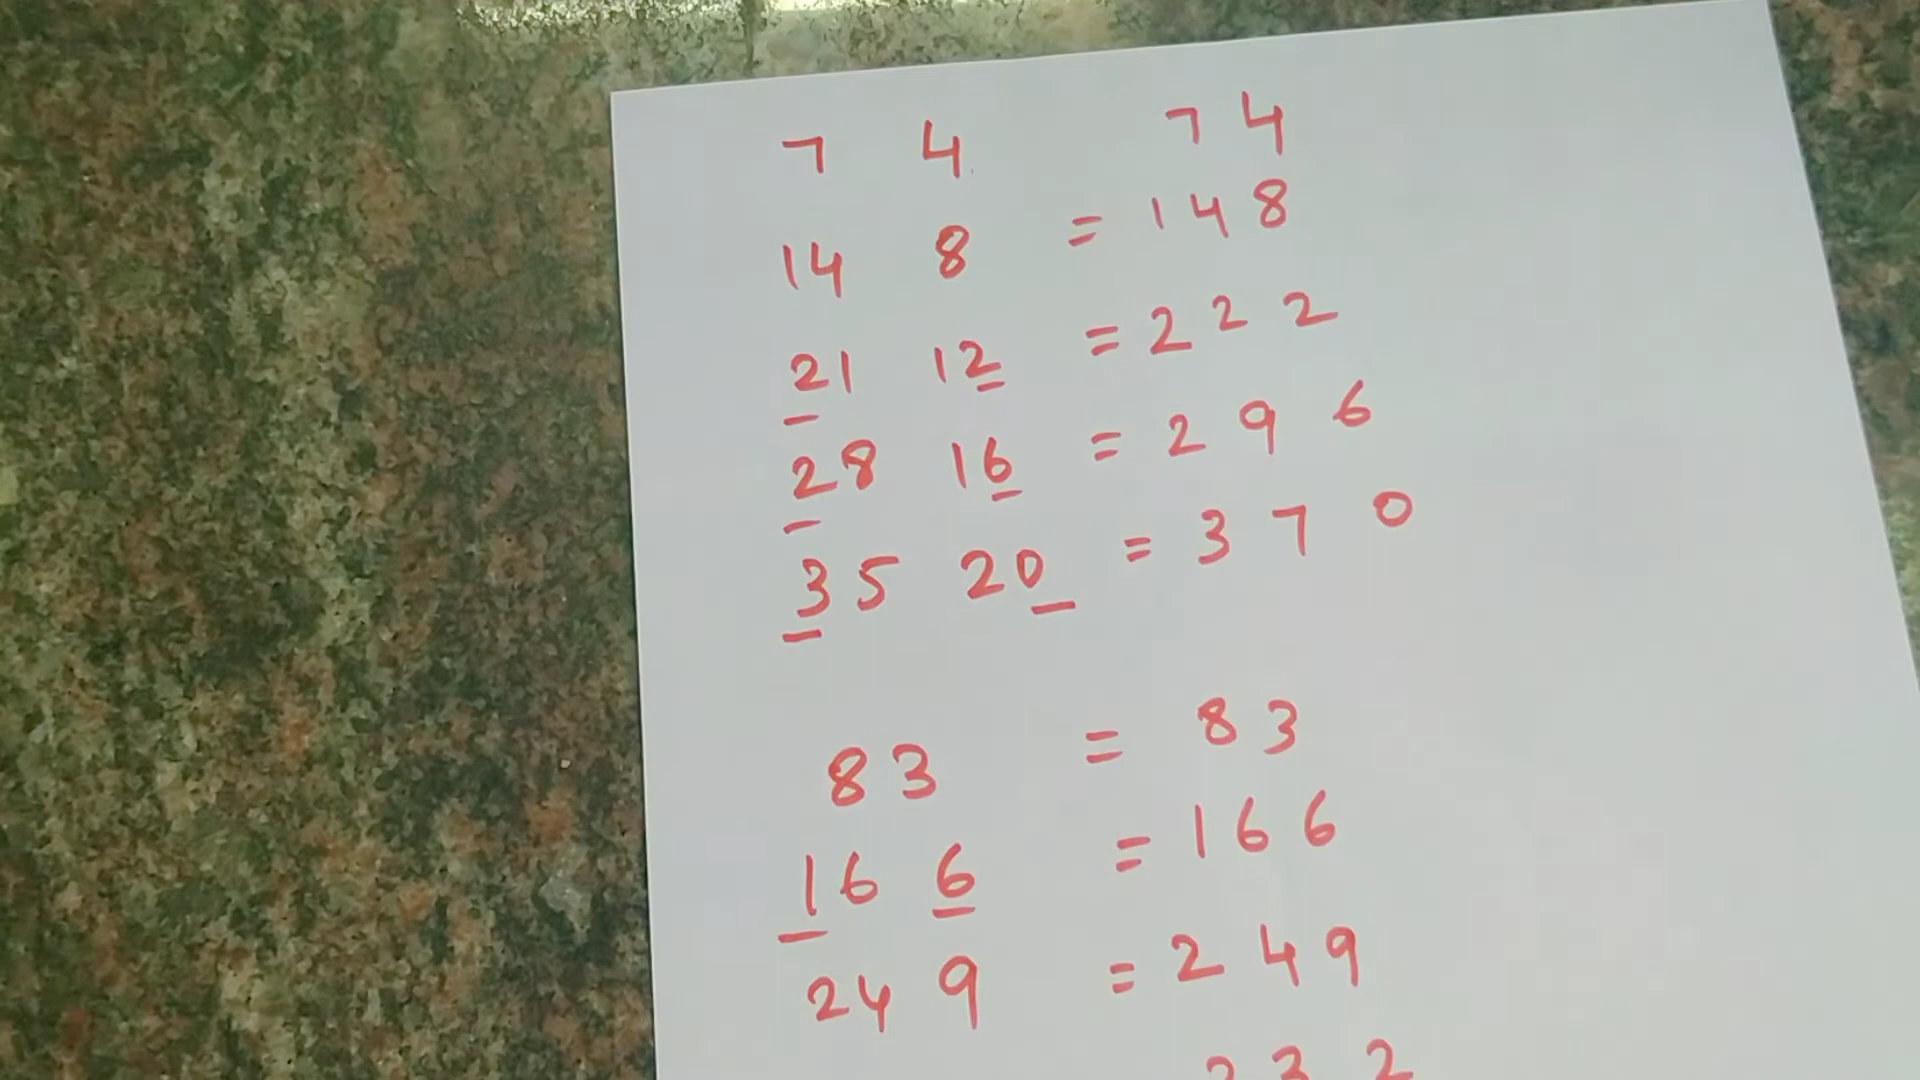 7 4 74
14 8 = 148
21 12 = 222
28 16 = 296
35 20 = 370
83 = 83
16 6 = 166
24 9 = 249
332